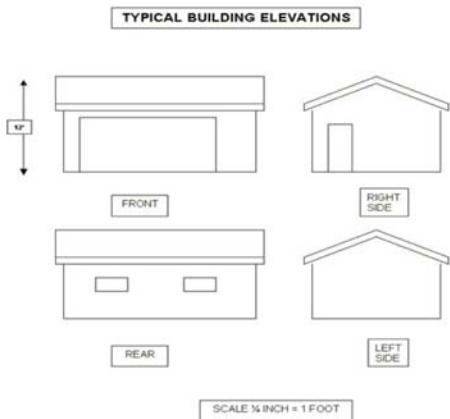 TYPICAL BUILDING ELEVATIONS
12'
FRONT
RIGHT
SIDE
REAR
LEFT
SIDE
SCALE ¼ INCH = 1 FOOT